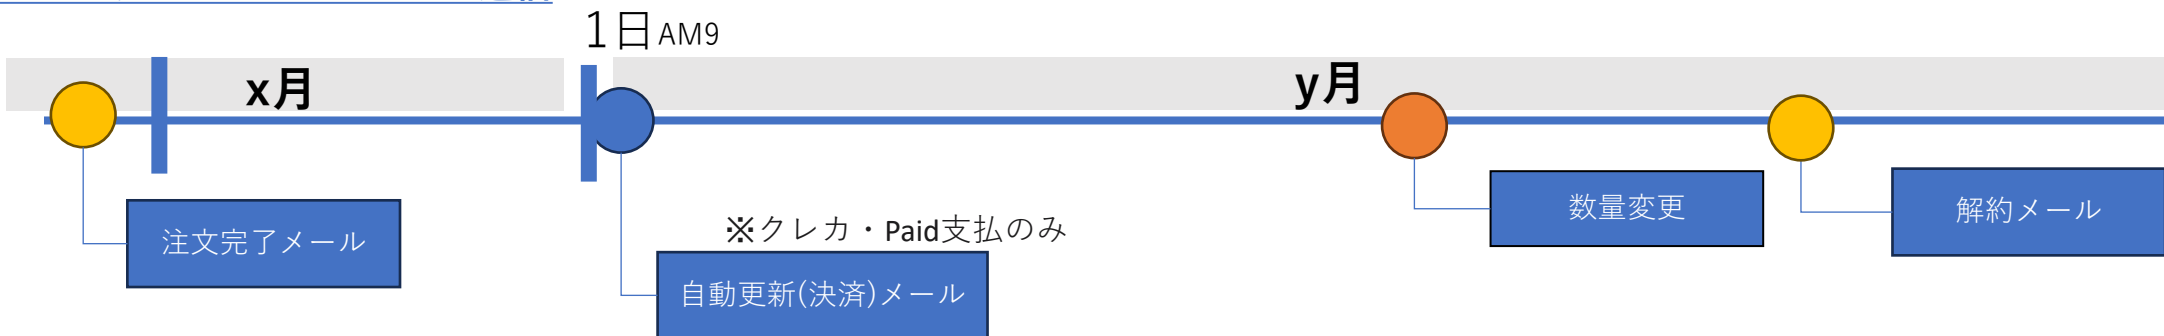 1日AM9
x月
y月
注文完了メール
※クレカ・Paid支払のみ
自動更新(決済)メール
数量変更
解約メール